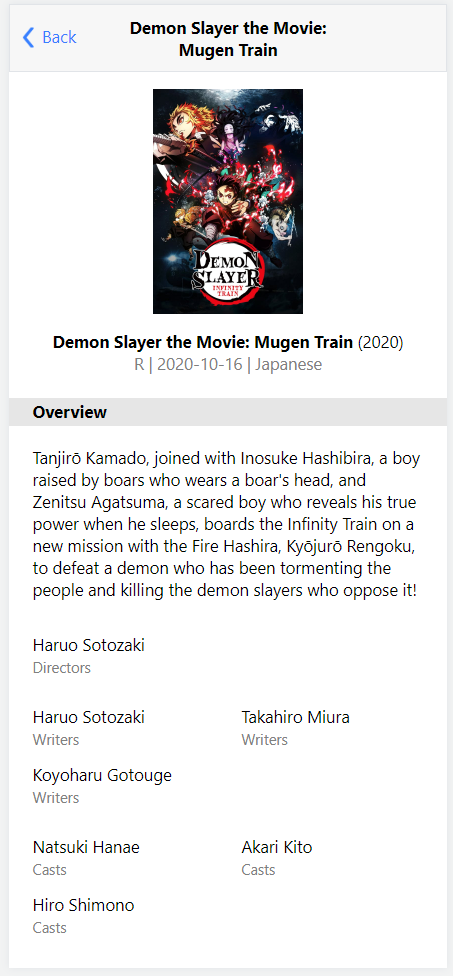 Back
Demon Slayer the Movie:
Mugen Train
DEMON
SLAYER
INFINITY
TRAIN
Demon Slayer the Movie: Mugen Train (2020)
R | 2020-10-16 | Japanese
Overview
Tanjirō Kamado, joined with Inosuke Hashibira, a boy
raised by boars who wears a boar's head, and
Zenitsu Agatsuma, a scared boy who reveals his true
power when he sleeps, boards the Infinity Train on a
new mission with the Fire Hashira, Kyōjurō Rengoku,
to defeat a demon who has been tormenting the
people and killing the demon slayers who oppose it!
Haruo Sotozaki
Directors
Haruo Sotozaki
Writers
Takahiro Miura
Writers
Koyoharu Gotouge
Writers
Natsuki Hanae
Casts
Akari Kito
Casts
Hiro Shimono
Casts